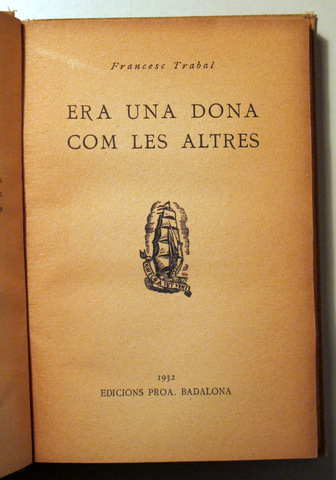 Francesc Trabal
ERA UNA DONA
COM LES ALTRES
1932
EDICIONS PROA. BADALONA